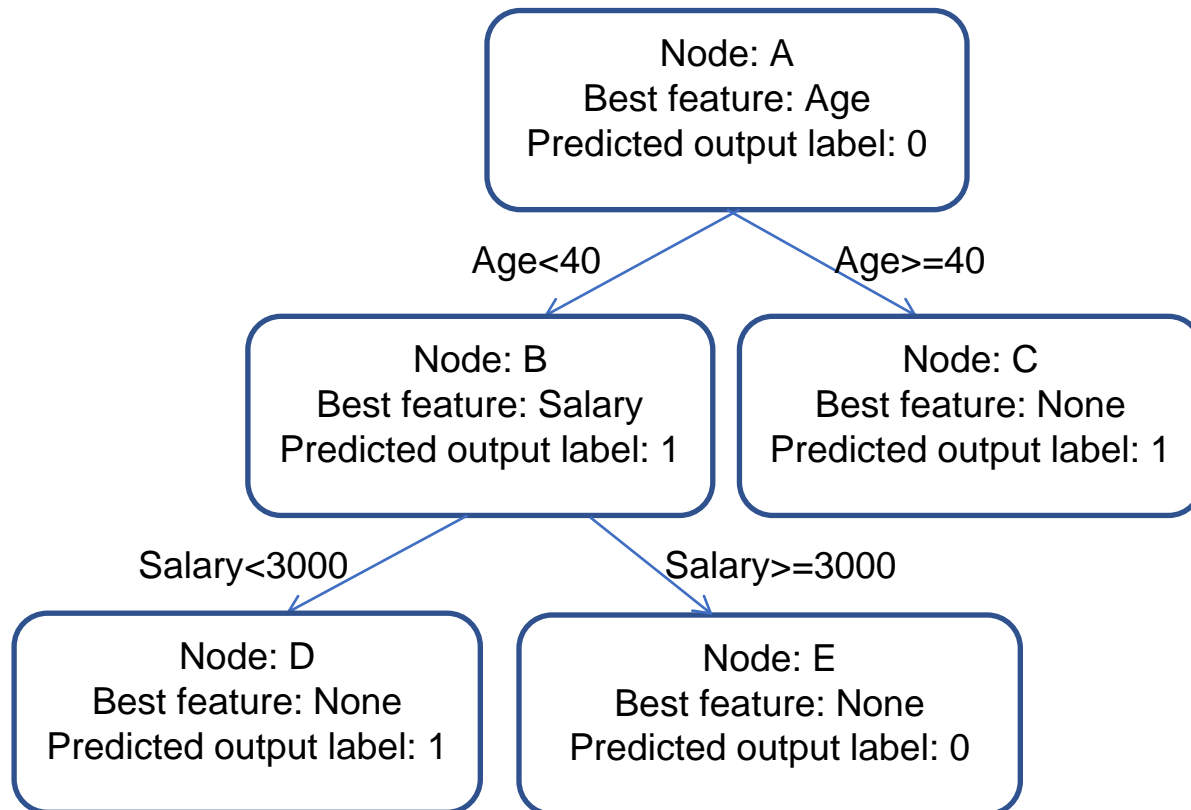 Node: A
Best feature: Age
Predicted output label: 0
Age<40
Age>=40
Node: B
Best feature: Salary
Predicted output label: 1
Node: C
Best feature: None
Predicted output label: 1
Salary<3000
Salary>=3000
Node: D
Best feature: None
Predicted output label: 1
Node: E
Best feature: None
Predicted output label: 0